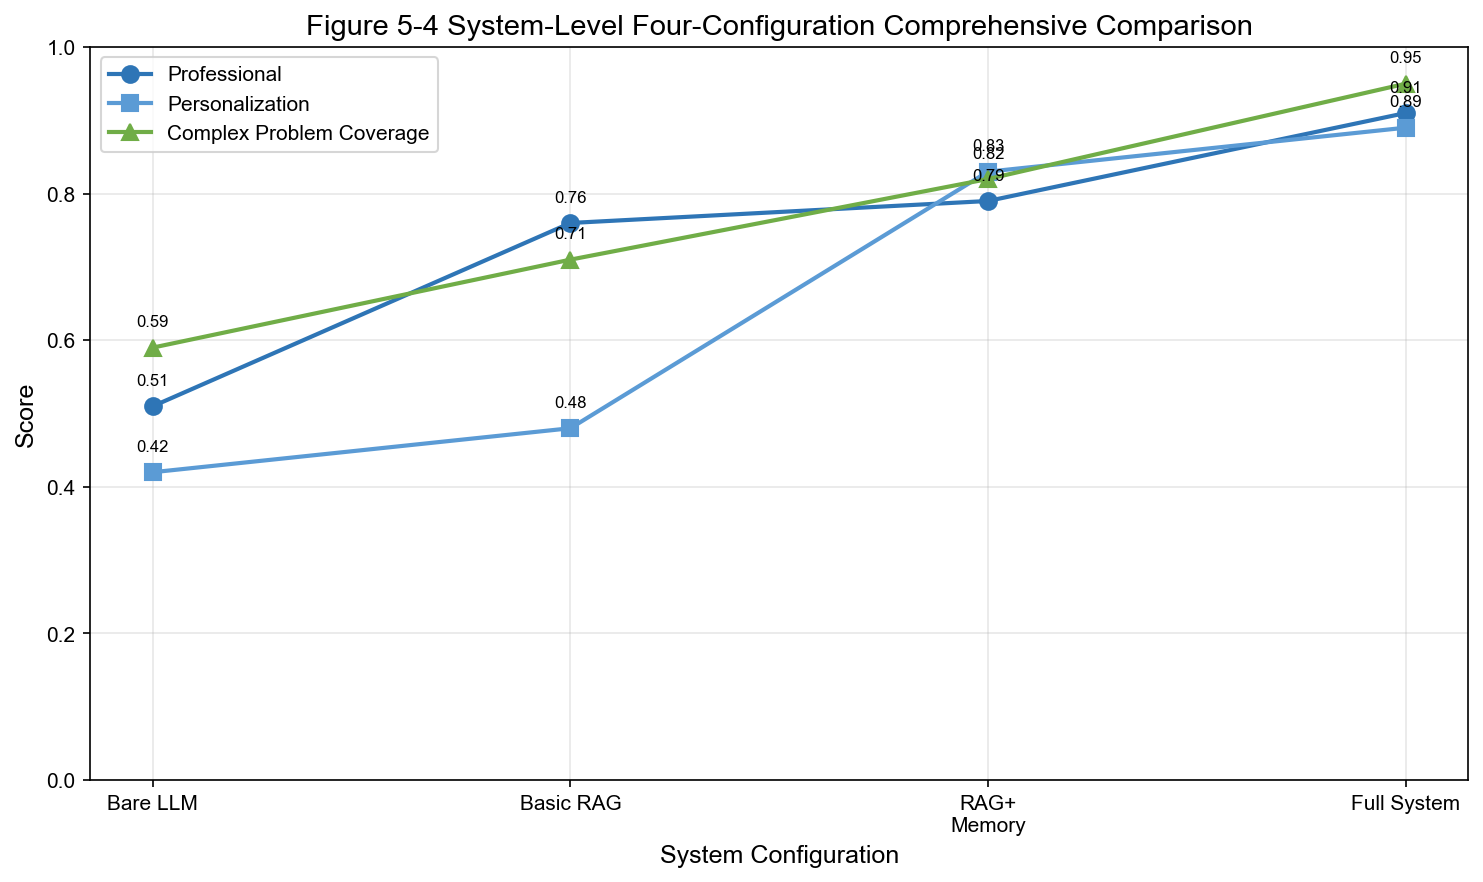 Figure 5-4 System-Level Four-Configuration Comprehensive Comparison
Professional
Personalization
Complex Problem Coverage
Score
1.0
0.8
0.6
0.4
0.2
0.0
0.59
0.51
0.42
0.76
0.71
0.48
0.83
0.82
0.79
0.95
0.91
0.89
Bare LLM
Basic RAG
RAG+
Memory
Full System
System Configuration